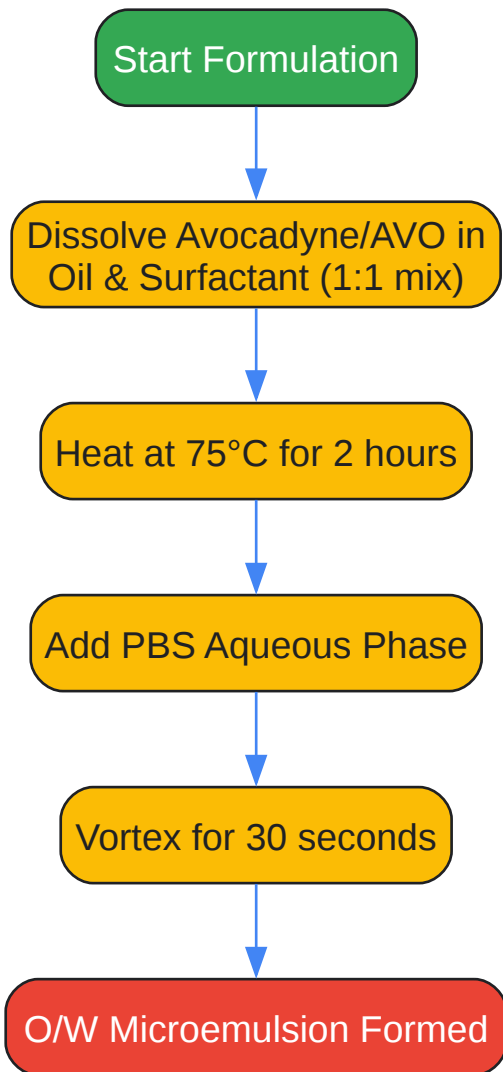 Start Formulation
Dissolve Avocadyne/AVO in
Oil & Surfactant (1:1 mix)
Heat at 75°C for 2 hours
Add PBS Aqueous Phase
Vortex for 30 seconds
O/W Microemulsion Formed